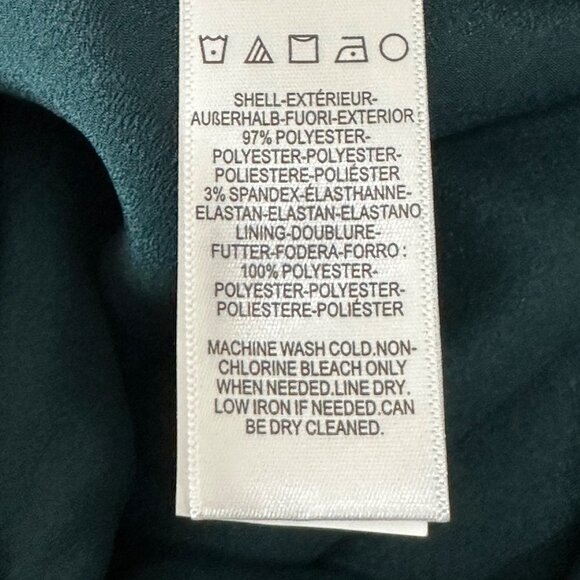 SHELL-EXTÉRIEUR-
AUßERHALB-FUORI-EXTERIOR
97% POLYESTER-
POLYESTER-POLYESTER-
POLIESTERE-POLIÉSTER
3% SPANDEX-ÉLASTHANNE-
ELASTAN-ELASTAN-ELASTANO
LINING-DOUBLURE-
FUTTER-FODERA-FORRO :
100% POLYESTER-
POLYESTER-POLYESTER-
POLIESTERE-POLIÉSTER
MACHINE WASH COLD.NON-
CHLORINE BLEACH ONLY
WHEN NEEDED.LINE DRY.
LOW IRON IF NEEDED.CAN
BE DRY CLEANED.